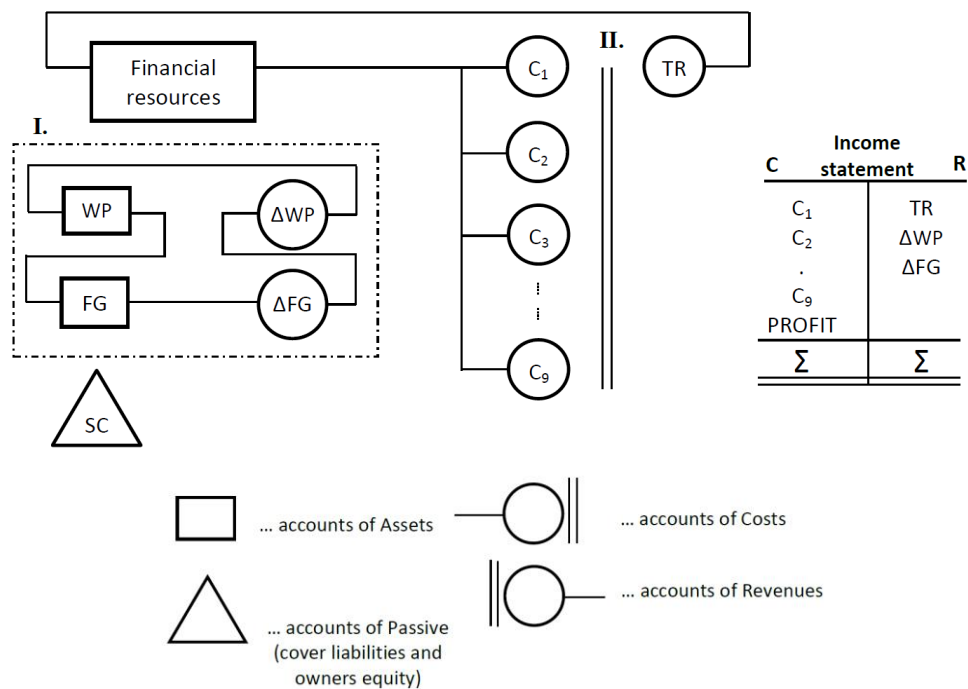 II.
Financial
resources
C1
TR
I.
C2
WP
ΔWP
C3
FG
ΔFG
C9
SC
Income
C statement R
C1 TR
C2 ΔWP
. ΔFG
C9
PROFIT
Σ Σ
... accounts of Assets
... accounts of Costs
... accounts of Revenues
... accounts of Passive
(cover liabilities and
owners equity)